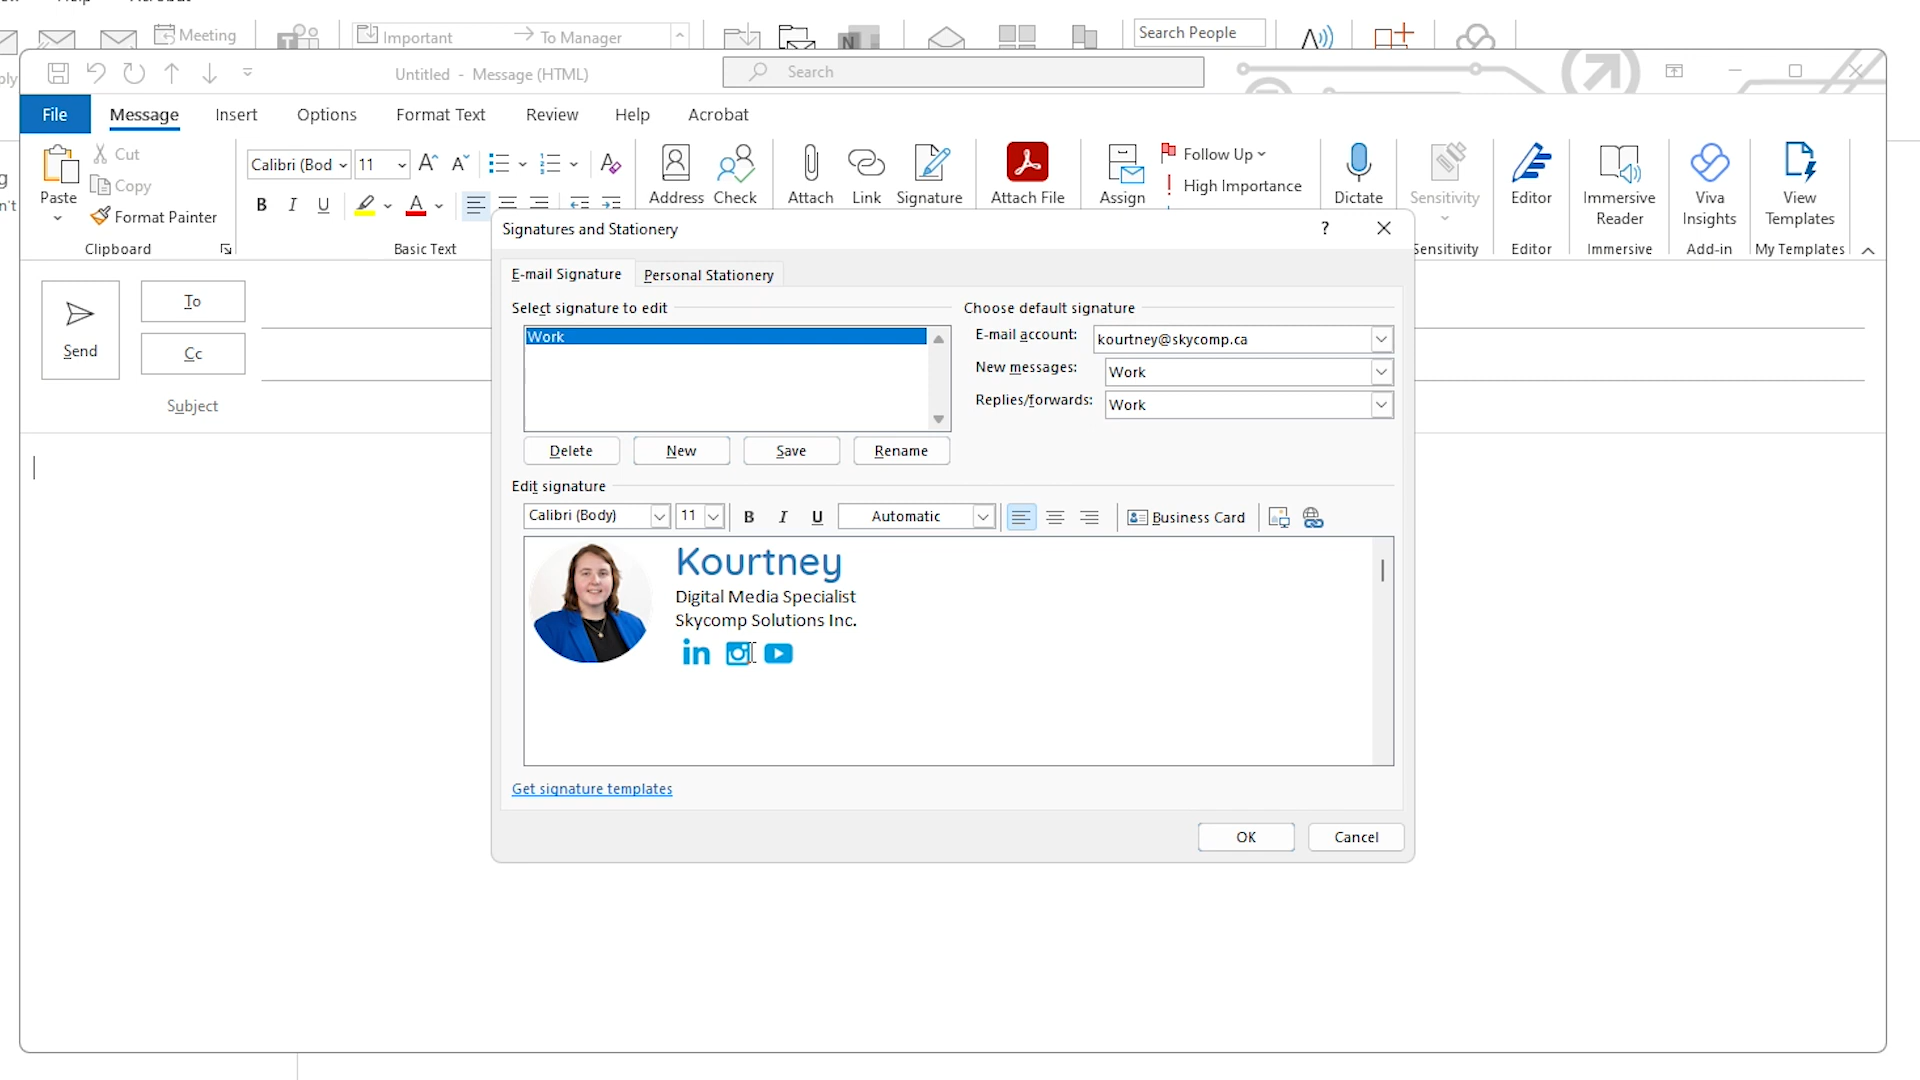 Meeting
Important
To Manager
Search People
Untitled - Message (HTML)
Search
File
Message
Insert
Options
Format Text
Review
Help
Acrobat
Paste
Cut
Copy
Format Painter
Clipboard
Calibri (Bod
11
B I U
A
Basic Text
Address
Check
Attach
Link
Signature
Attach File
Assign
Follow Up
High Importance
Dictate
Sensitivity
Sensitivity
Editor
Editor
Immersive
Reader
Immersive
Viva
Insights
Add-in
View
Templates
My Templates
Send
To
Cc
Subject
Signatures and Stationery
?
E-mail Signature
Personal Stationery
Select signature to edit
Work
Delete
New
Save
Rename
Choose default signature
E-mail account:
kourtney@skycomp.ca
New messages:
Work
Replies/forwards:
Work
Edit signature
Calibri (Body)
11
B I U
Automatic
Business Card
Kourtney
Digital Media Specialist
Skycomp Solutions Inc.
in
Get signature templates
OK
Cancel